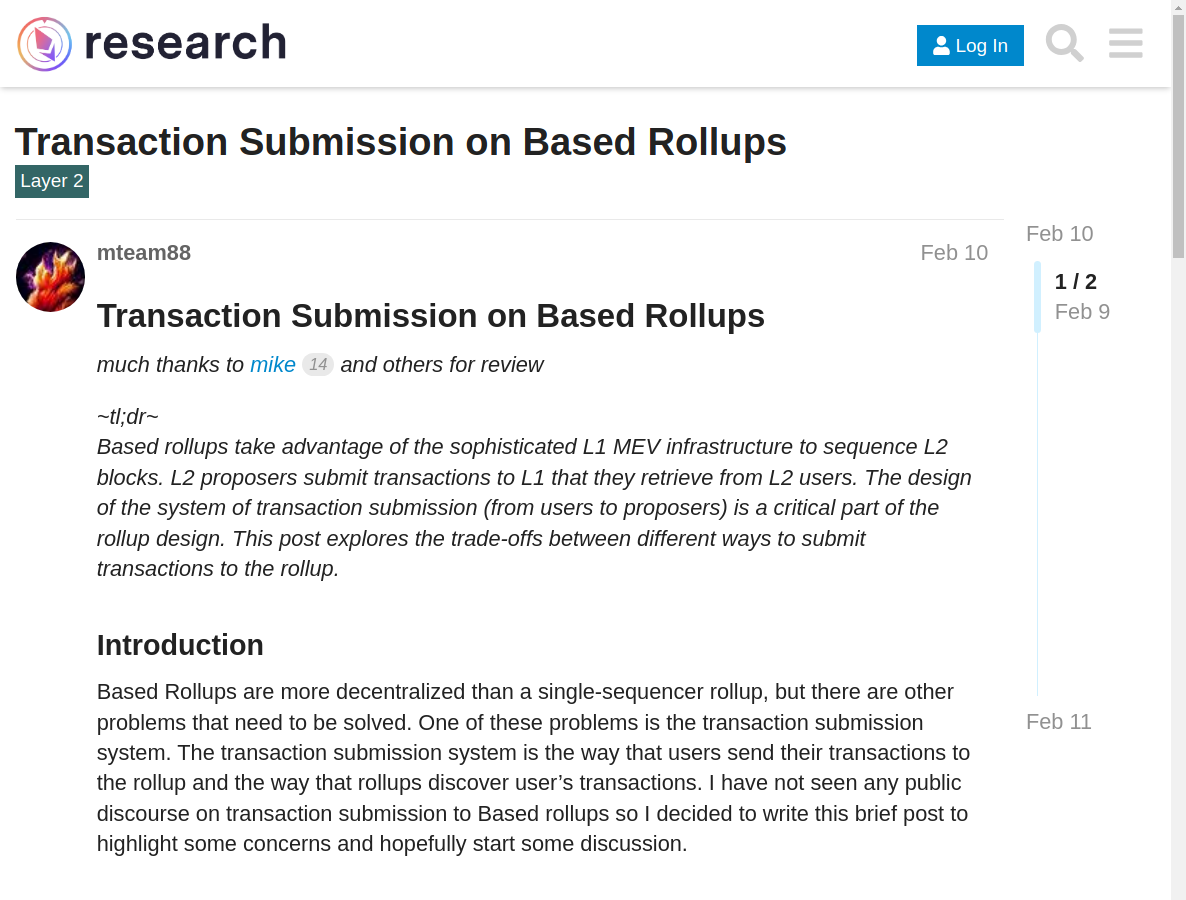 research
Log In
Transaction Submission on Based Rollups
Layer 2
mteam88
Feb 10
Feb 10
1 / 2
Feb 9
Transaction Submission on Based Rollups
much thanks to mike 14 and others for review
~tl;dr~
Based rollups take advantage of the sophisticated L1 MEV infrastructure to sequence L2
blocks. L2 proposers submit transactions to L1 that they retrieve from L2 users. The design
of the system of transaction submission (from users to proposers) is a critical part of the
rollup design. This post explores the trade-offs between different ways to submit
transactions to the rollup.
Introduction
Based Rollups are more decentralized than a single-sequencer rollup, but there are other
problems that need to be solved. One of these problems is the transaction submission
system. The transaction submission system is the way that users send their transactions to
the rollup and the way that rollups discover user’s transactions. I have not seen any public
discourse on transaction submission to Based rollups so I decided to write this brief post to
highlight some concerns and hopefully start some discussion.
Feb 11